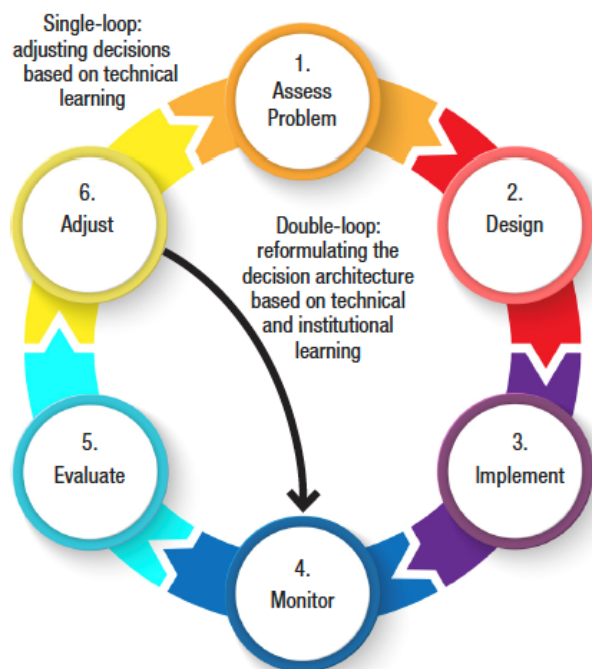 Single-loop:
adjusting decisions
based on technical
learning
1.
Assess
Problem
2.
Design
3.
Implement
4.
Monitor
5.
Evaluate
6.
Adjust
Double-loop:
reformulating the
decision architecture
based on technical
and institutional
learning